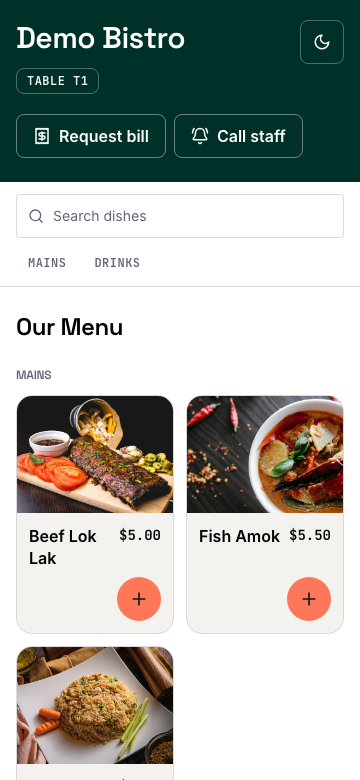 Demo Bistro
TABLE T1
Request bill
Call staff
Search dishes
MAINS
DRINKS
Our Menu
MAINS
Beef Lok Lak
$5.00
Fish Amok
$5.50